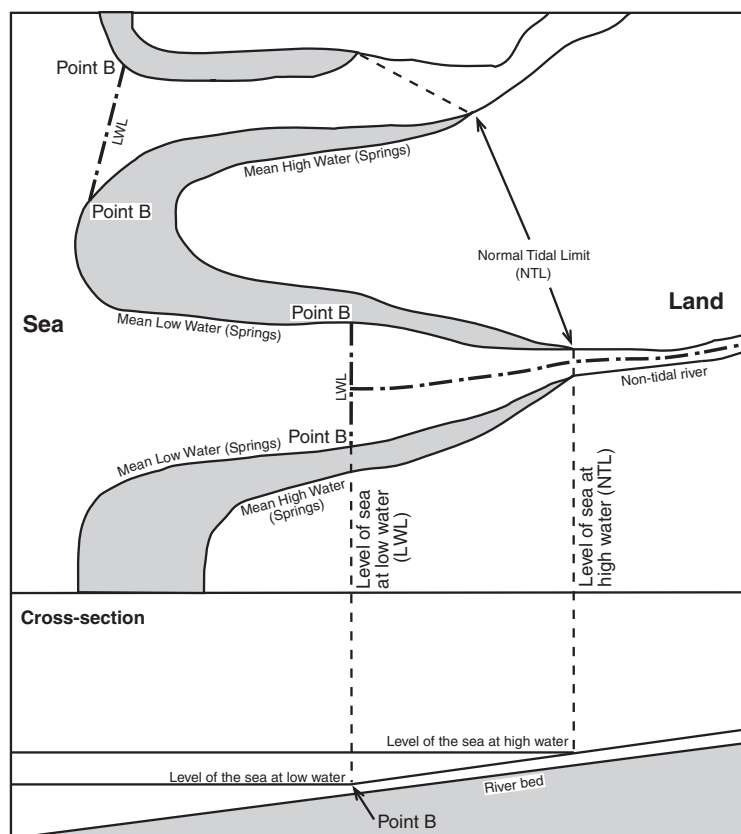 Point B
LWL
Point B
Mean High Water (Springs)
Normal Tidal Limit
(NTL)
Land
Sea
Point B
Mean Low Water (Springs)
Non-tidal river
LWL
Point B
Mean Low Water (Springs)
Mean High Water
(Springs)
Level of sea
at low water
(LWL)
Level of sea at
high water (NTL)
Cross-section
Level of the sea at high water
Level of the sea at low water
River bed
Point B